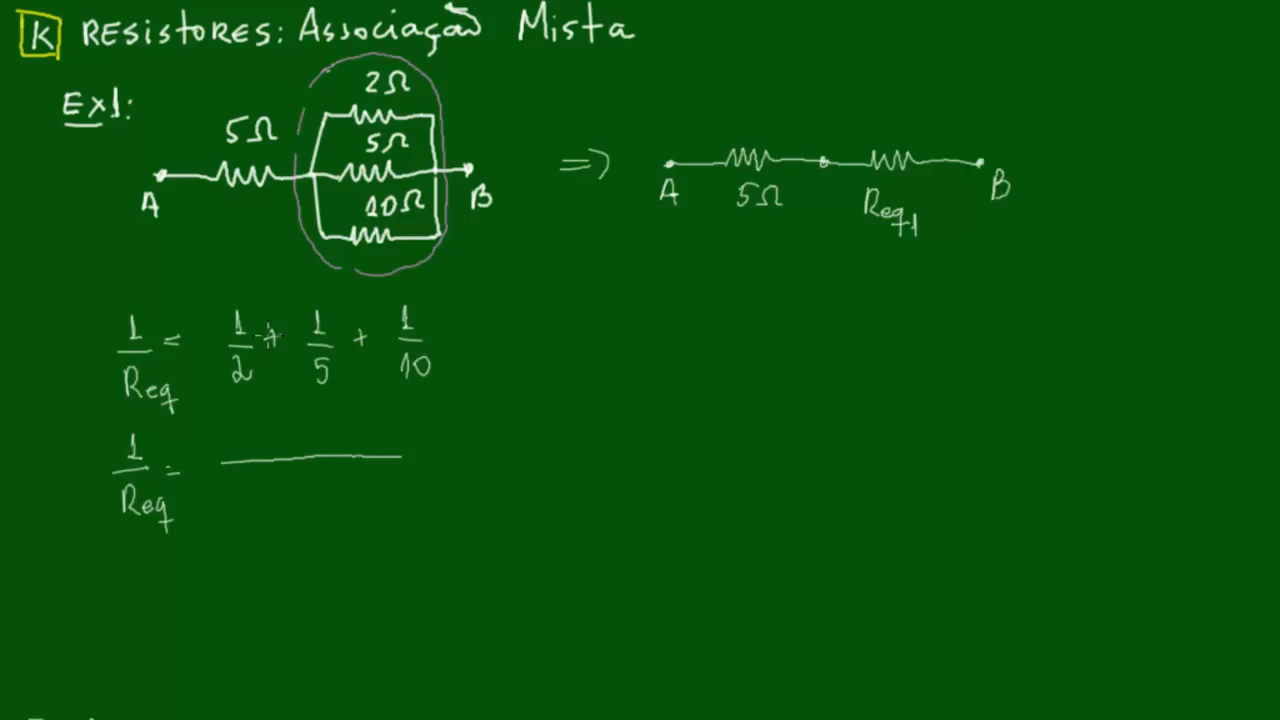 K RESISTORES: Associação Mista
Ex1:
2Ω
5Ω
5Ω
10Ω
A
B
=> A
5Ω
Req1
B
1/Req = 1/2 + 1/5 + 1/10
1/Req =